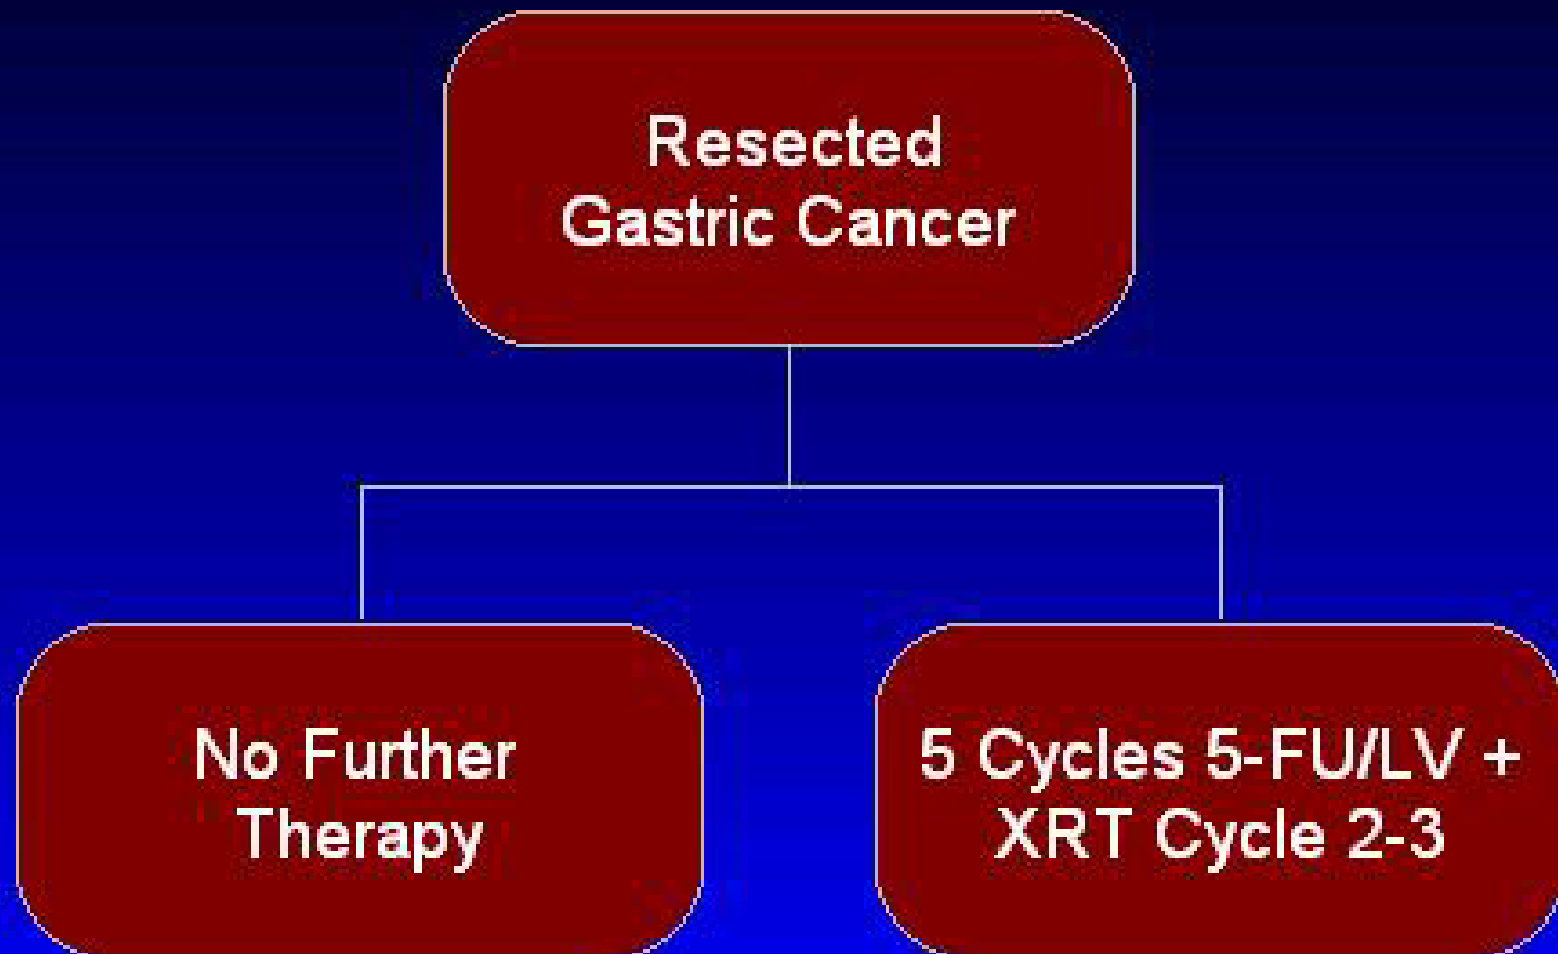 Resected
Gastric Cancer
No Further
Therapy
5 Cycles 5-FU/LV +
XRT Cycle 2-3